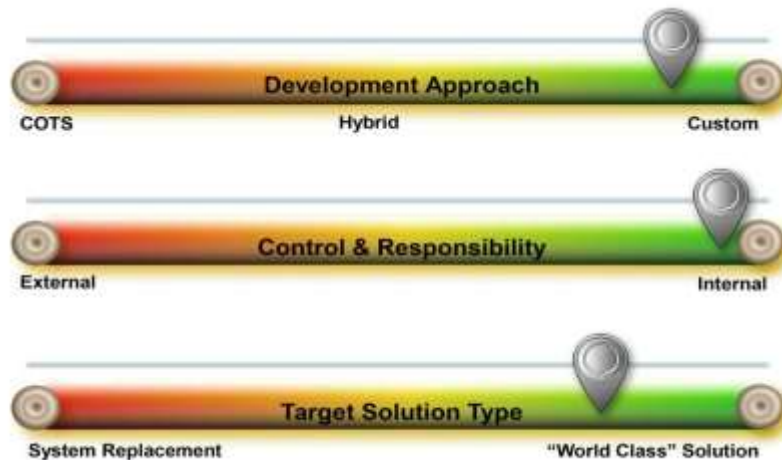 Development Approach
COTS Hybrid Custom
Control & Responsibility
External Internal
Target Solution Type
System Replacement "World Class" Solution